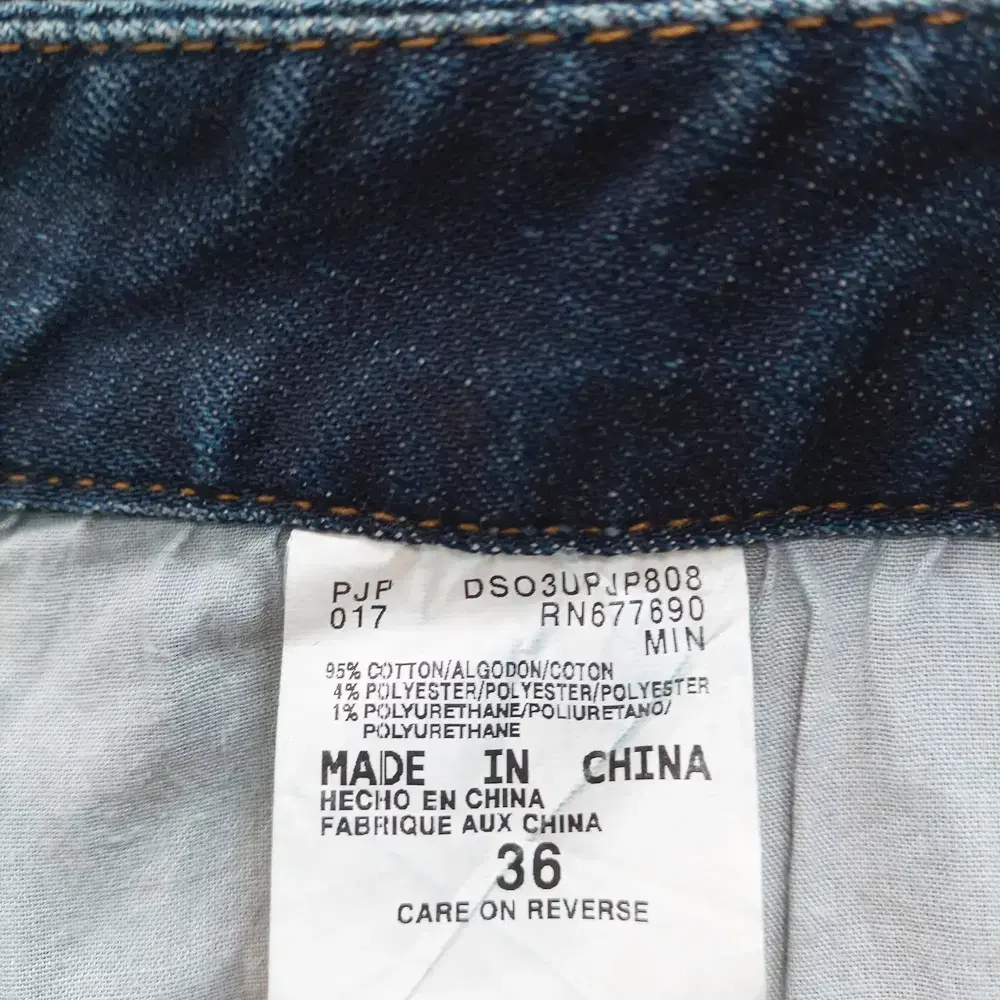 PJP DSO3UPJP808
017 RN677690
MIN
95% COTTON/ALGODON/COTON
4% POLYESTER/POLYESTER/POLYESTER
1% POLYURETHANE/POLIURETANO/
POLYURETHANE
MADE IN CHINA
HECHO EN CHINA
FABRIQUE AUX CHINA
36
CARE ON REVERSE